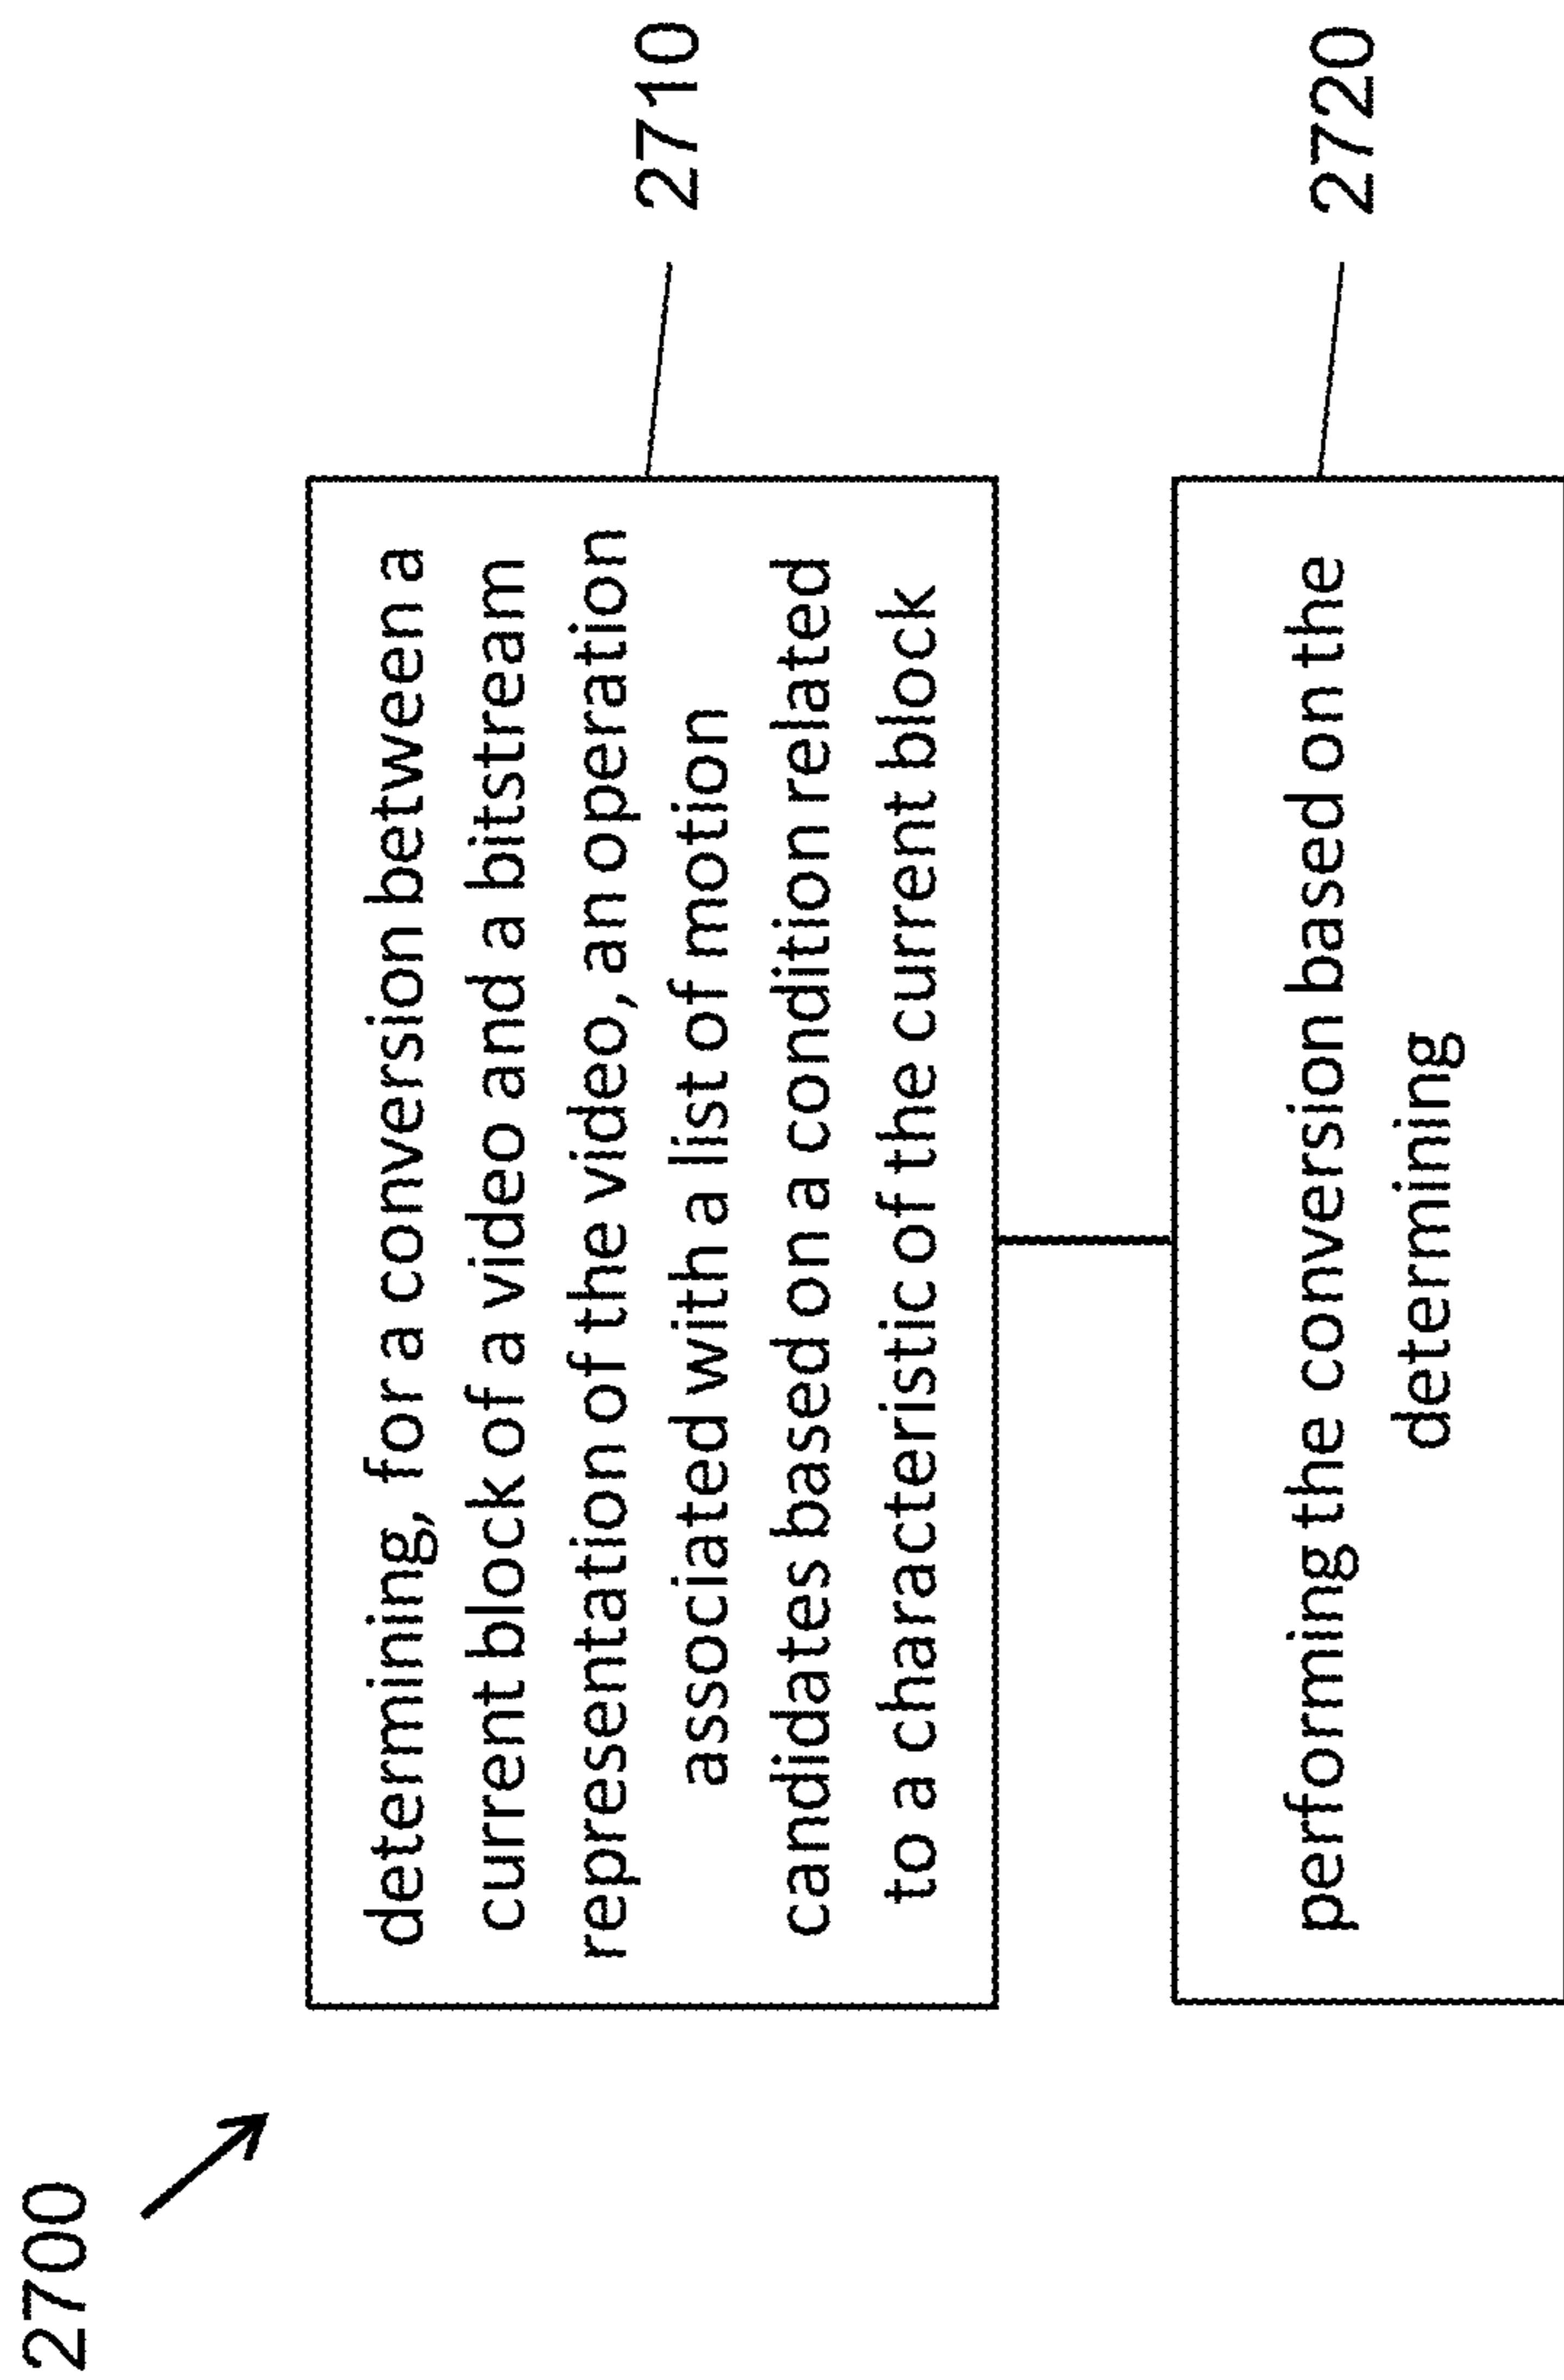 2700
determining, for a conversion between a
current block of a video and a bitstream
representation of the video, an operation
associated with a list of motion
candidates based on a condition related
to a characteristic of the current block
2710
performing the conversion based on the
determining
2720